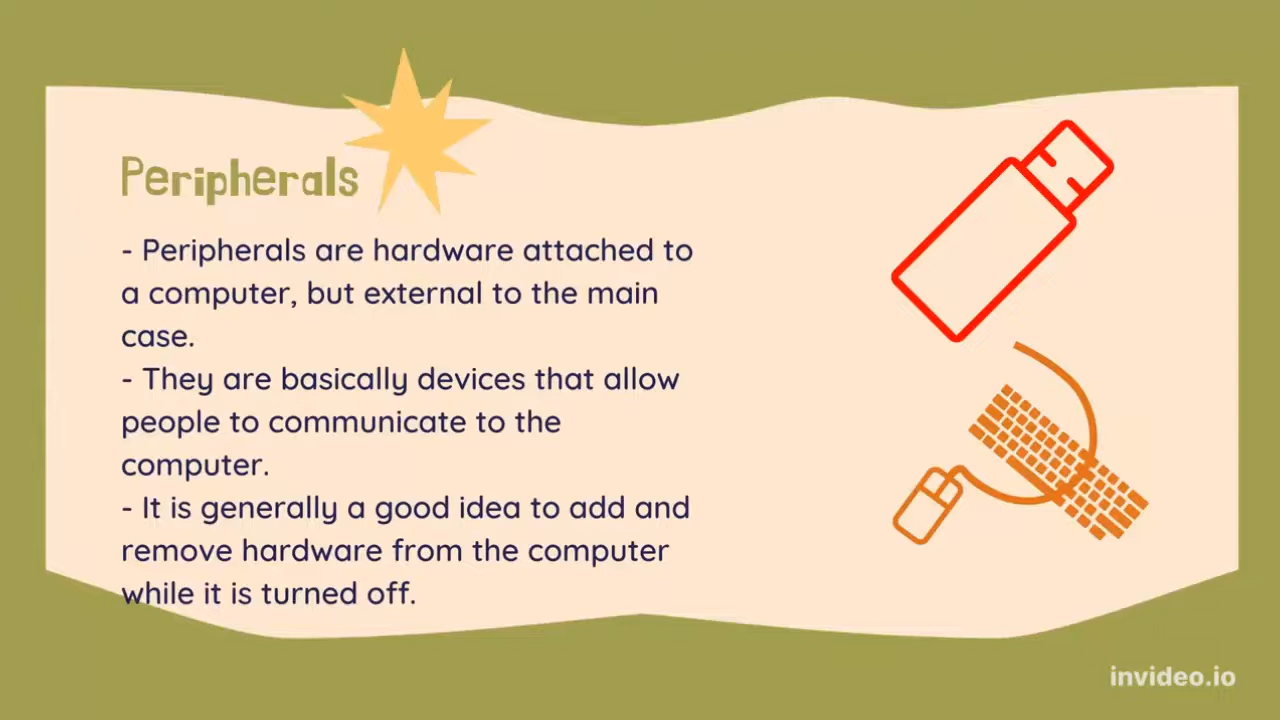 Peripherals
- Peripherals are hardware attached to
a computer, but external to the main
case.
- They are basically devices that allow
people to communicate to the
computer.
- It is generally a good idea to add and
remove hardware from the computer
while it is turned off.
invideo.io